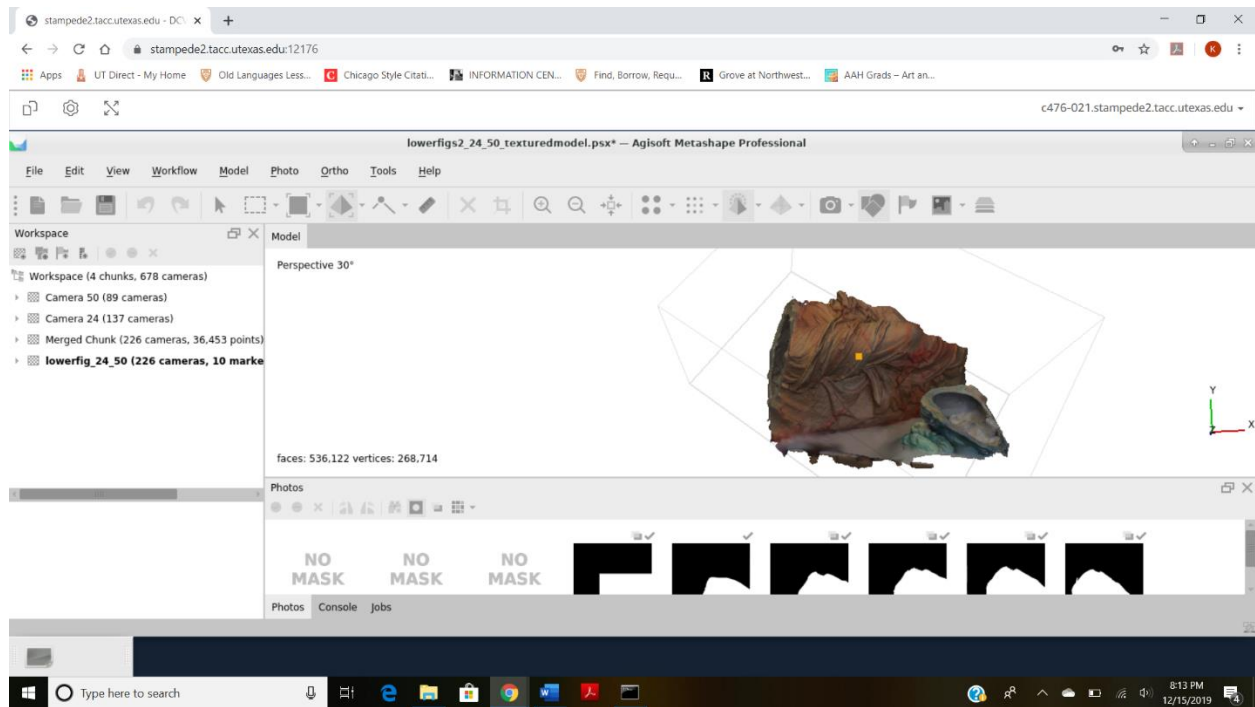 stampede2.tacc.utexas.edu - DC
stampede2.tacc.utexas.edu:12176
K
Apps UT Direct - My Home Old Languages Less... Chicago Style Citati... INFORMATION CEN... Find, Borrow, Requ... Grove at Northwest... AAH Grads – Art an...
c476-021.stampede2.tacc.utexas.edu
lowerfigs2_24_50_texturedmodel.psx* — Agisoft Metashape Professional
File Edit View Workflow Model Photo Ortho Tools Help
Workspace
Model
Perspective 30°
Workspace (4 chunks, 678 cameras)
Camera 50 (89 cameras)
Camera 24 (137 cameras)
Merged Chunk (226 cameras, 36,453 points)
lowerfig_24_50 (226 cameras, 10 marke
Y
X
Z
faces: 536,122 vertices: 268,714
Photos
NO MASK
NO MASK
NO MASK
Photos Console Jobs
Type here to search
8:13 PM
12/15/2019
4